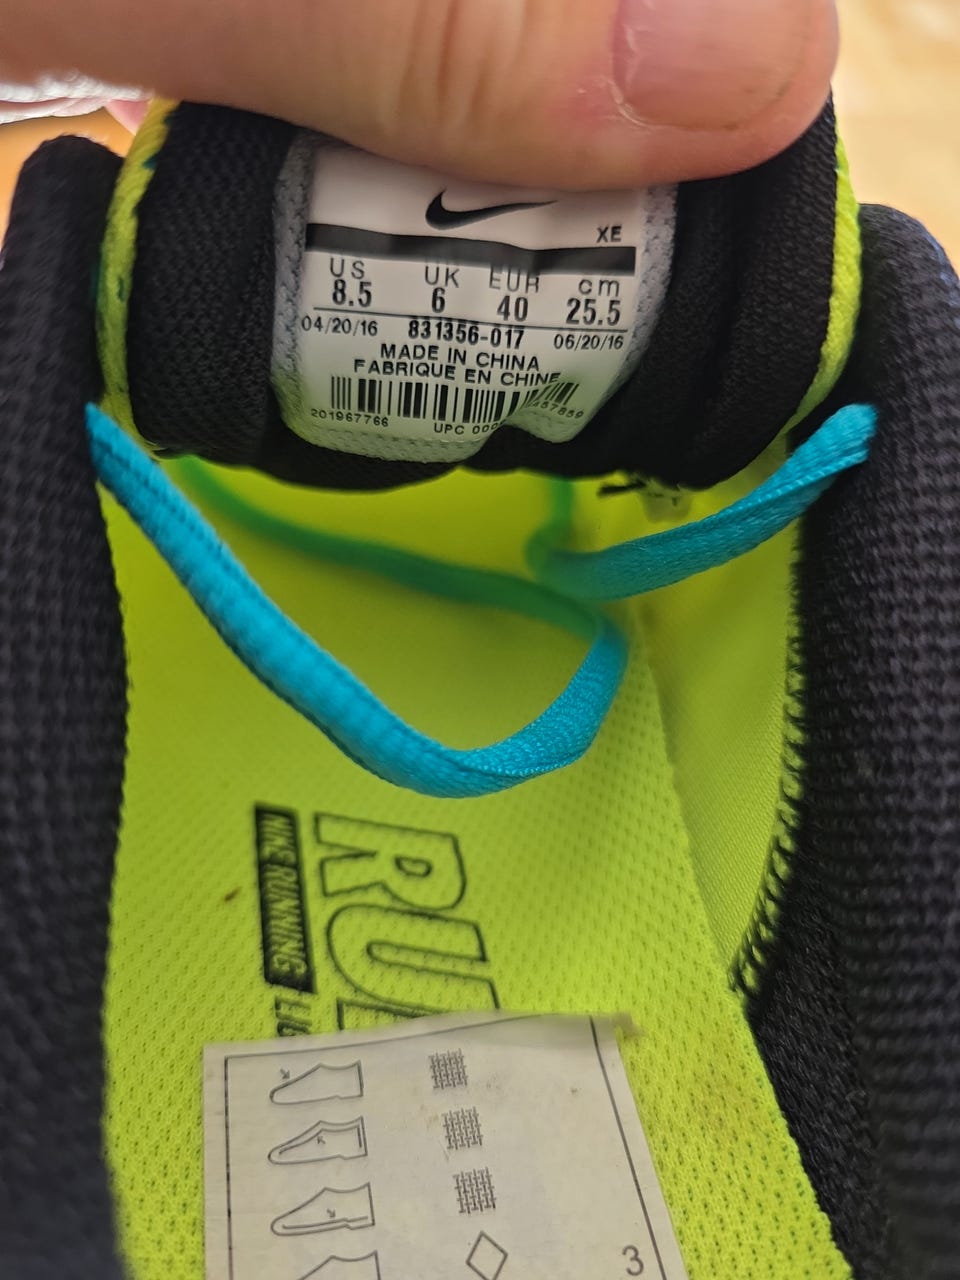 XE
US UK EUR cm
8.5 6 40 25.5
04/20/16 831356-017 06/20/16
MADE IN CHINA
FABRIQUE EN CHINE
201967766
UPC
RU
NIKE RUNNING
3